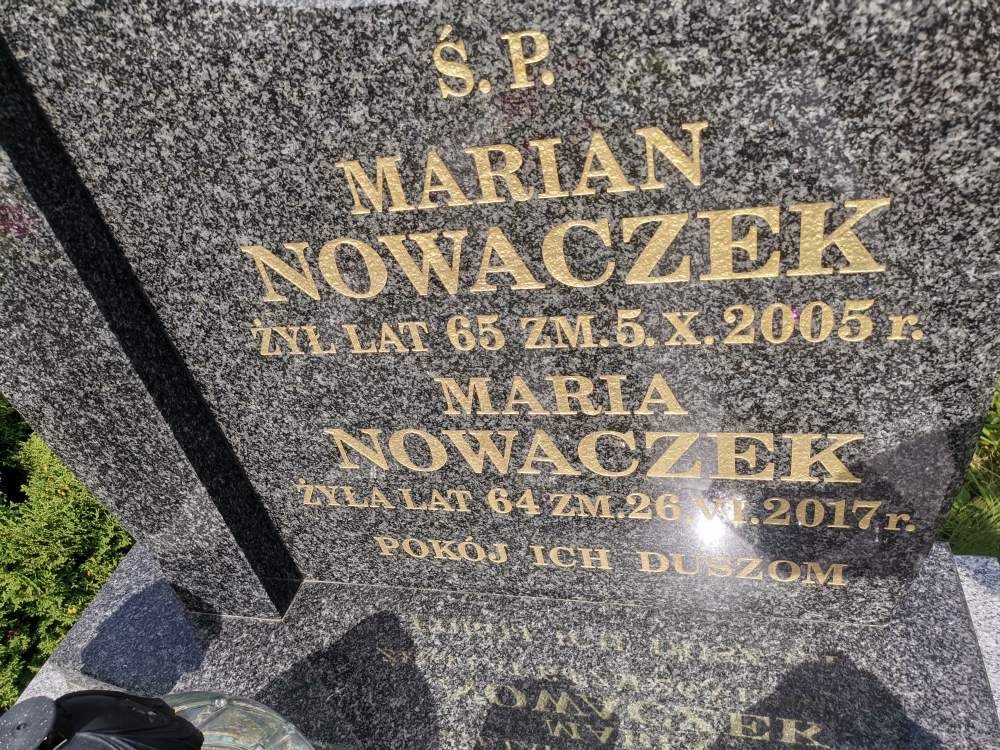 Ś.P.
MARIAN
NOWACZEK
ŻYŁ LAT 65 ZM.5.X.2005 r.
MARIA
NOWACZEK
ŻYŁA LAT 64 ZM.26 VI.2017 r.
POKÓJ ICH DUSZOM